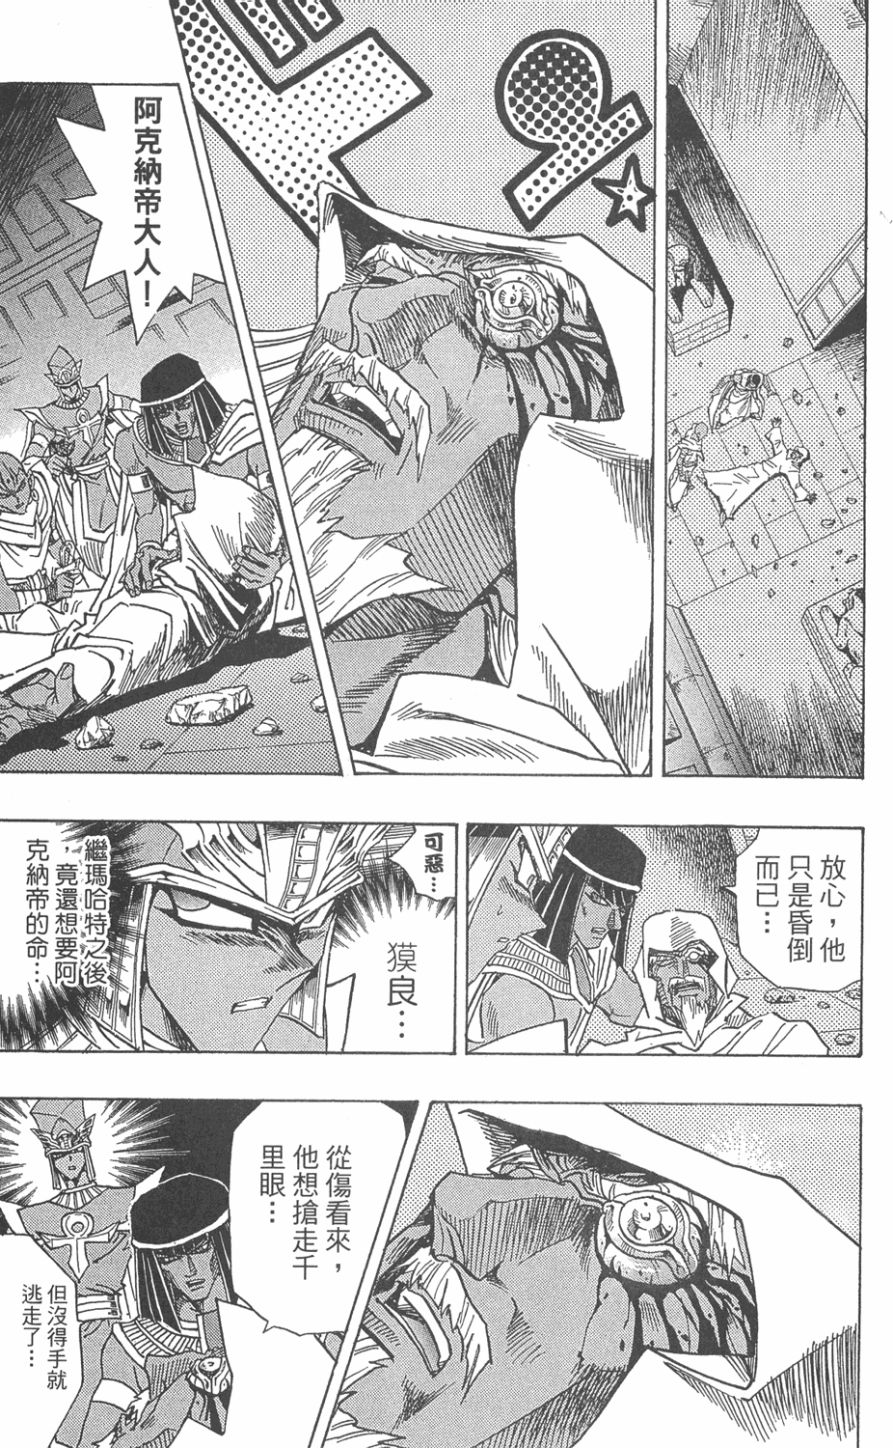 阿克納帝大人！
放心，他
只是昏倒
而已…
可惡…
獏良…
繼瑪哈特之後
，竟還想要阿
克納帝的命…
從傷看來，
他想搶走千
里眼…
但沒得手就
逃走了…